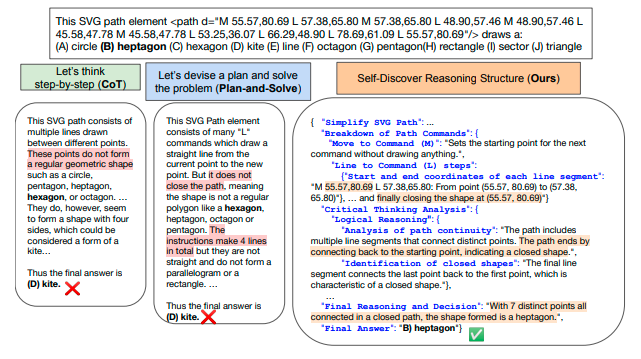 This SVG path element <path d="M 55.57,80.69 L 57.38,65.80 M 57.38,65.80 L 48.90,57.46 M 48.90,57.46 L
45.58,47.78 M 45.58,47.78 L 53.25,36.07 L 66.29,48.90 L 78.69,61.09 L 55.57,80.69"/> draws a:
(A) circle (B) heptagon (C) hexagon (D) kite (E) line (F) octagon (G) pentagon(H) rectangle (I) sector (J) triangle
Let's think
step-by-step (CoT)
This SVG path consists of
multiple lines drawn
between different points.
These points do not form
a regular geometric shape
such as a circle,
pentagon, heptagon,
hexagon, or octagon. ...
They do, however, seem
to form a shape with four
sides, which could be
considered a form of a
kite...
Thus the final answer is
(D) kite.
Let's devise a plan and solve
the problem (Plan-and-Solve)
This SVG Path element
consists of many "L"
commands which draw a
straight line from the
current point to the new
point. But it does not
close the path, meaning
the shape is not a regular
polygon like a hexagon,
heptagon, octagon or
pentagon. The
instructions make 4 lines
in total but they are not
straight and do not form a
parallelogram or a
rectangle. ...
Thus the final answer is
(D) kite.
Self-Discover Reasoning Structure (Ours)
{ "Simplify SVG Path": ...
"Breakdown of Path Commands": {
"Move to Command (M)": "Sets the starting point for the next
command without drawing anything.",
"Line to Command (L) steps":
{"Start and end coordinates of each line segment":
"M 55.57,80.69 L 57.38,65.80: From point (55.57, 80.69) to (57.38,
65.80)"}, ... and finally closing the shape at (55.57, 80.69)"}
"Critical Thinking Analysis": {
"Logical Reasoning": {
"Analysis of path continuity": "The path includes
multiple line segments that connect distinct points. The path ends by
connecting back to the starting point, indicating a closed shape.",
"Identification of closed shapes": "The final line
segment connects the last point back to the first point, which is
characteristic of a closed shape."},
...
"Final Reasoning and Decision": "With 7 distinct points all
connected in a closed path, the shape formed is a heptagon.",
"Final Answer": "B) heptagon"}